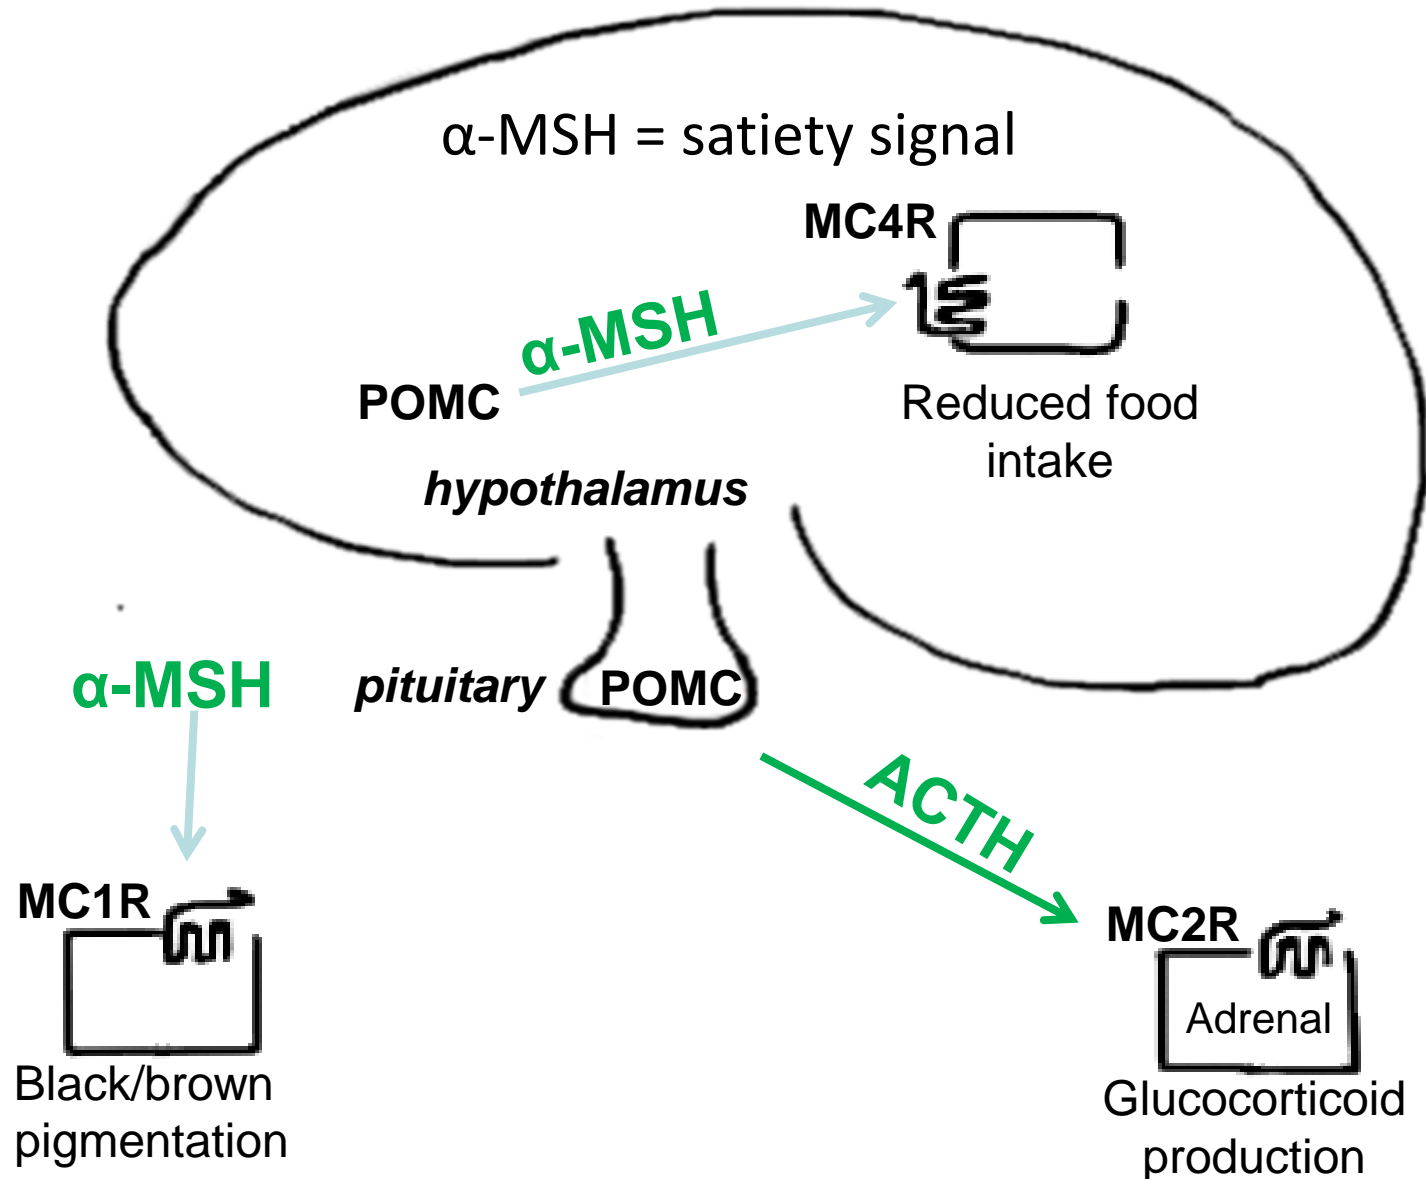 α-MSH = satiety signal
MC4R
α-MSH
POMC
Reduced food
intake
hypothalamus
α-MSH
pituitary
POMC
ACTH
MC1R
MC2R
Adrenal
Black/brown
pigmentation
Glucocorticoid
production